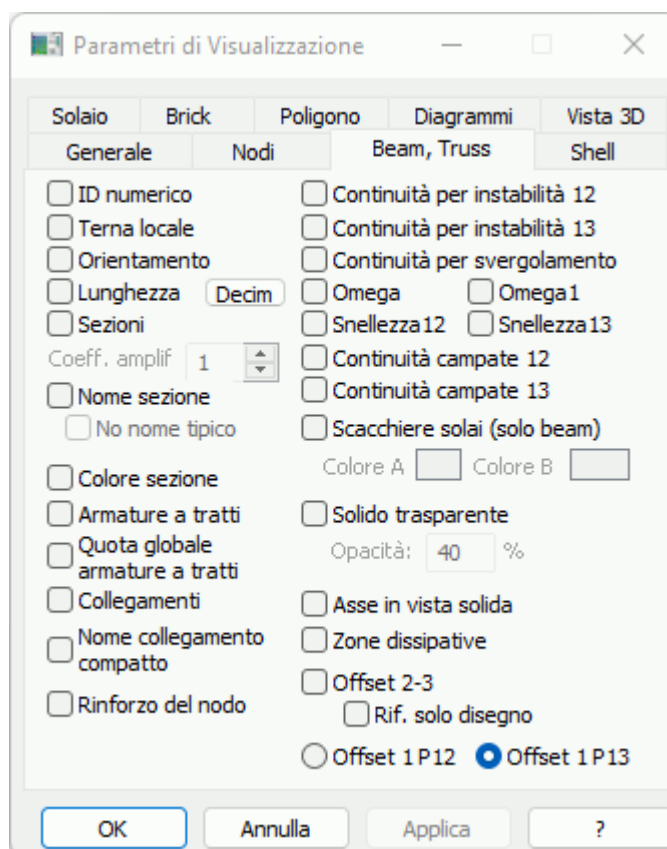 Parametri di Visualizzazione
Solaio Brick Poligono Diagrammi Vista 3D
Generale Nodi Beam, Truss Shell
ID numerico
Terna locale
Orientamento
Lunghezza Decim
Sezioni
Coeff. amplif 1
Nome sezione
No nome tipico
Colore sezione
Armature a tratti
Quota globale
armature a tratti
Collegamenti
Nome collegamento
compatto
Rinforzo del nodo
Continuità per instabilità 12
Continuità per instabilità 13
Continuità per svergolamento
Omega Omega1
Snellezza12 Snellezza13
Continuità campate 12
Continuità campate 13
Scacchiere solai (solo beam)
Colore A Colore B
Solido trasparente
Opacità: 40 %
Asse in vista solida
Zone dissipative
Offset 2-3
Rif. solo disegno
Offset 1 P12 Offset 1 P13
OK Annulla Applica ?